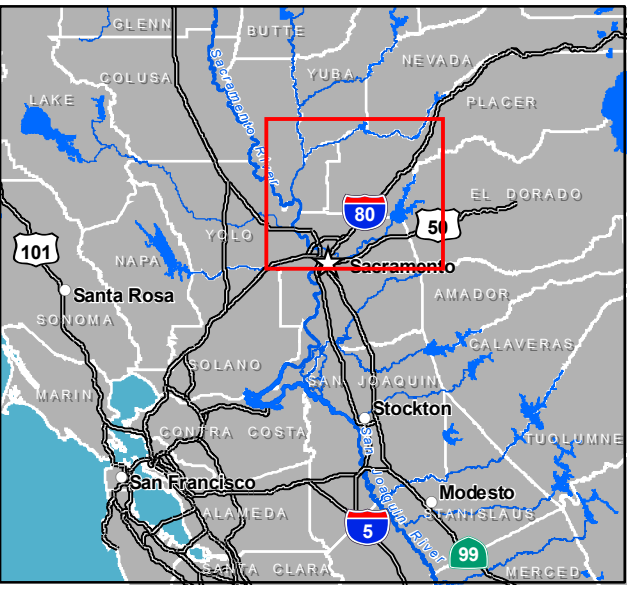 GLENN
BUTTE
NEVADA
YUBA
COLUSA
Sacramento River
LAKE
PLACER
EL DORADO
80
50
YOLO
101
NAPA
Sacramento
Santa Rosa
AMADOR
SONOMA
CALAVERAS
SOLANO
SAN JOAQUIN
MARIN
Stockton
CONTRA COSTA
TUOLUMNE
San Joaquin River
San Francisco
Modesto
ALAMEDA
STANISLAUS
5
99
SANTA CLARA
MERCED